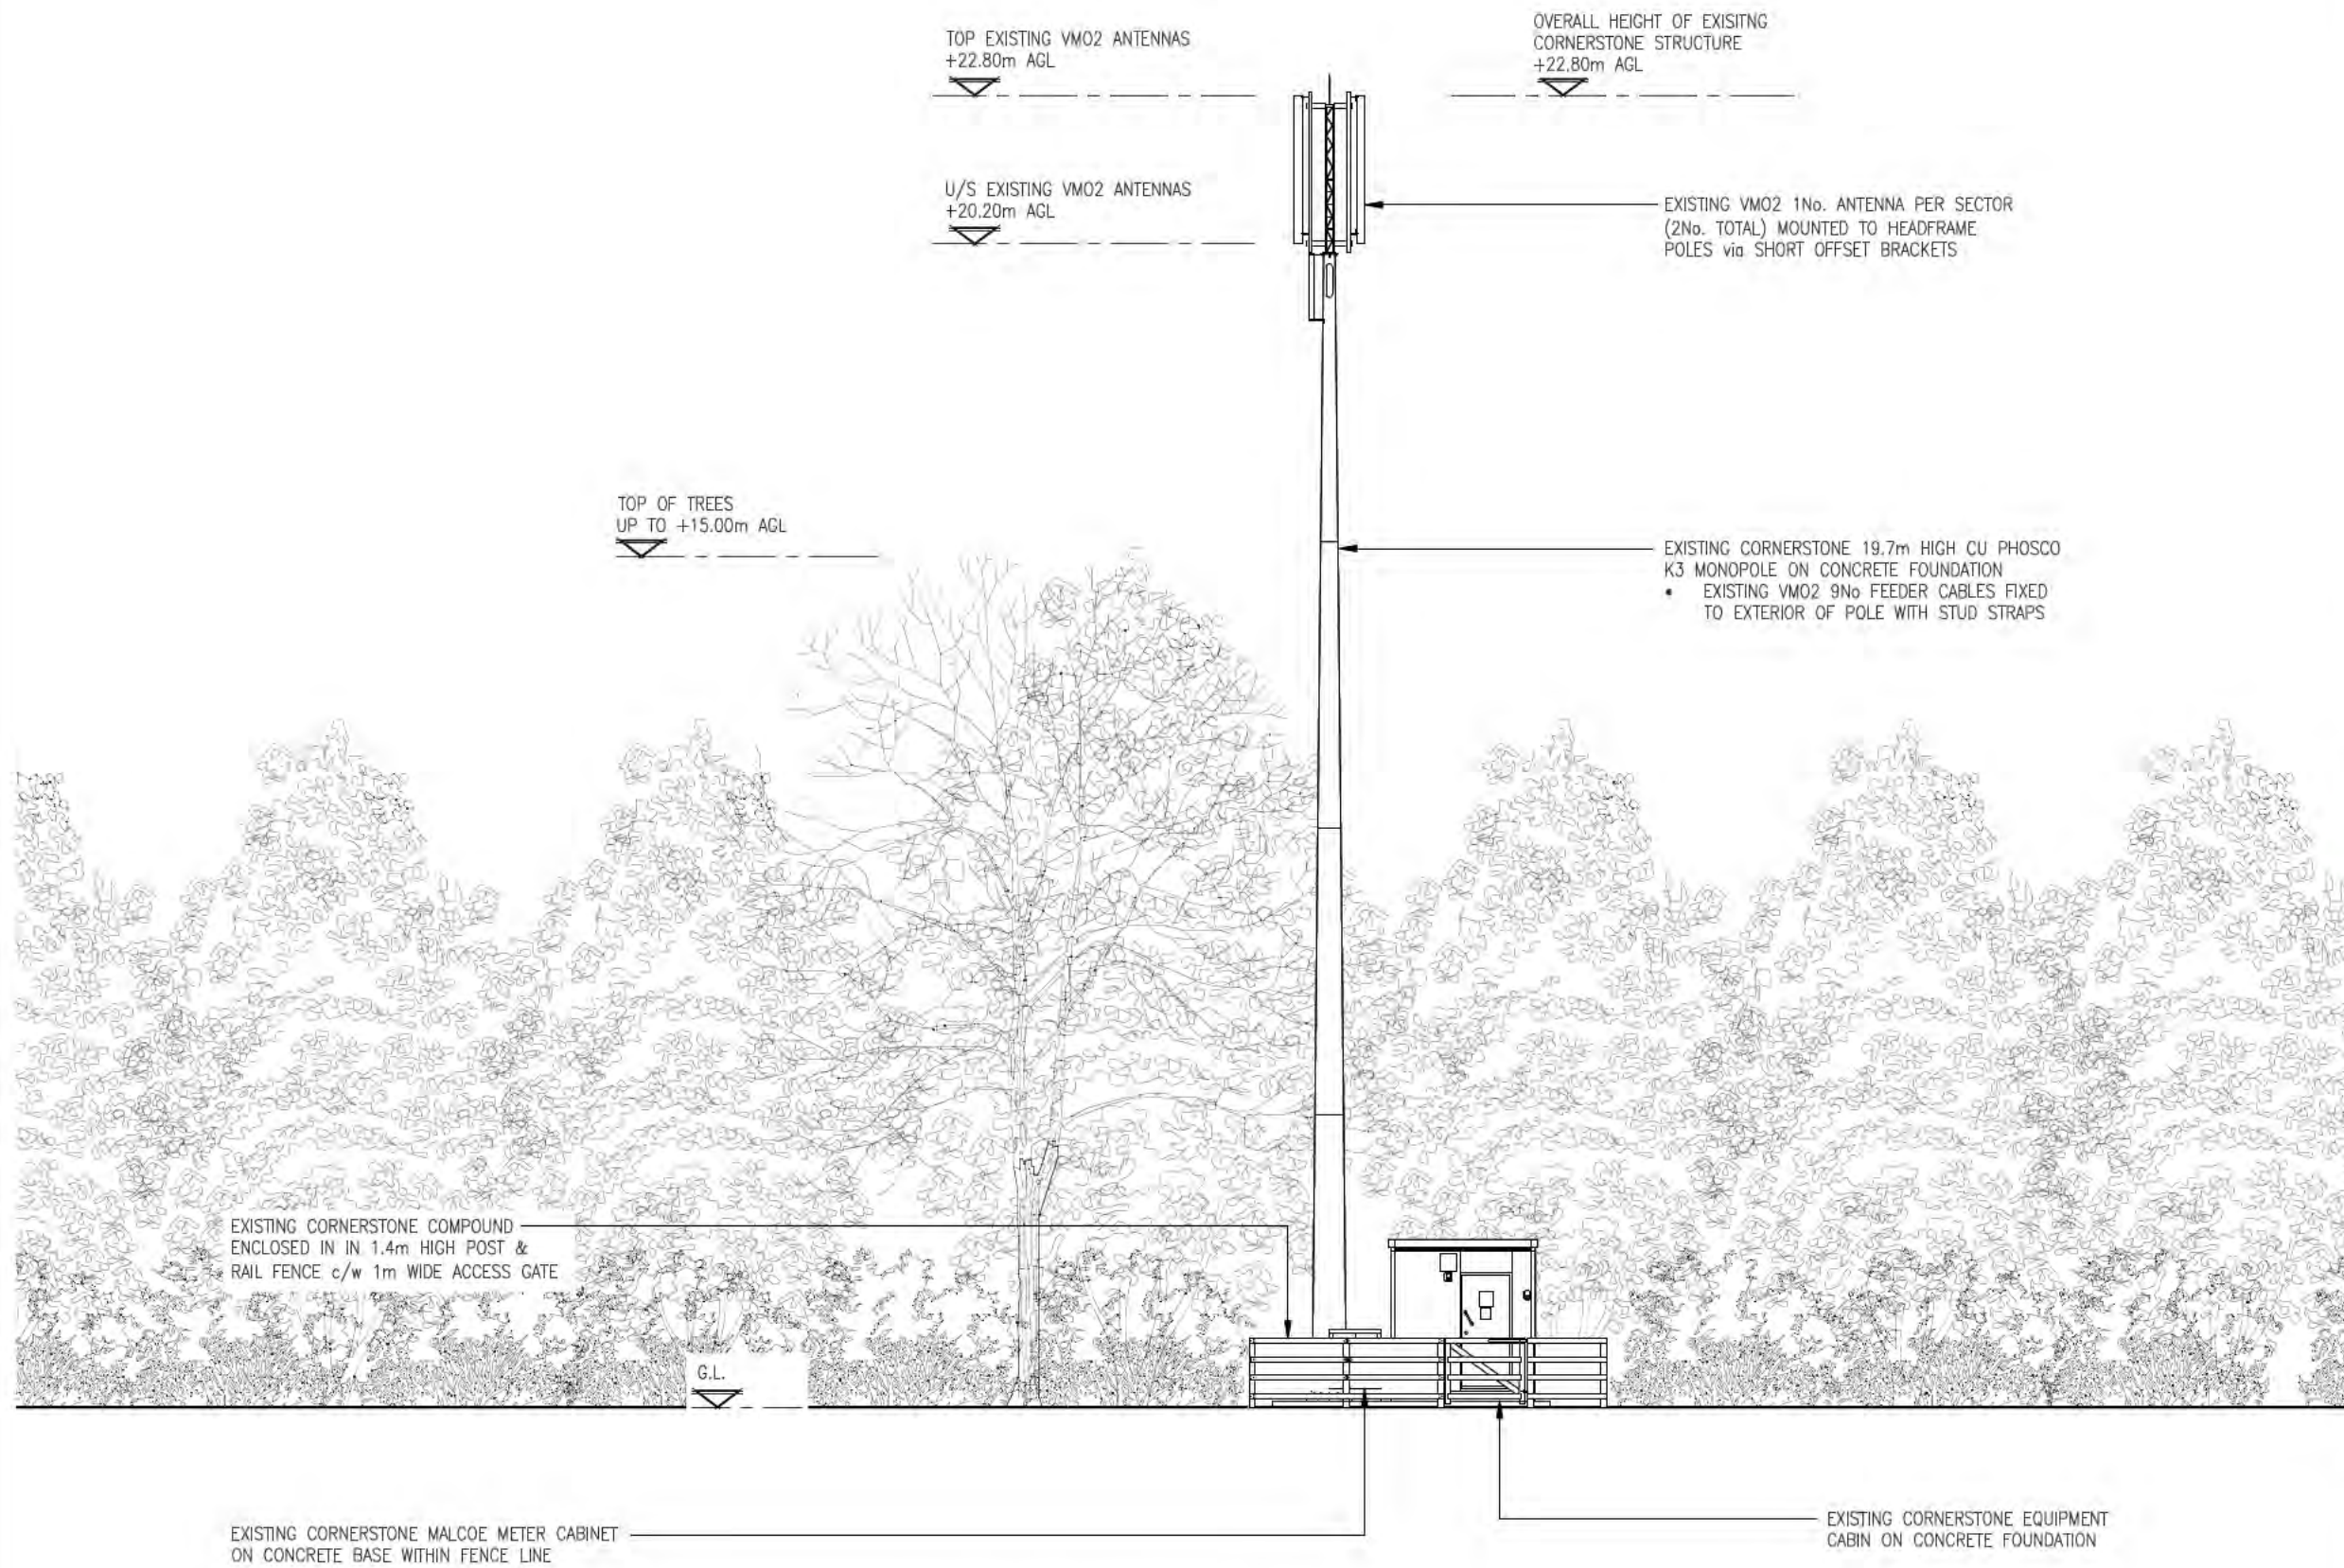 TOP EXISTING VMO2 ANTENNAS
+22.80m AGL
OVERALL HEIGHT OF EXISITNG
CORNERSTONE STRUCTURE
+22.80m AGL
U/S EXISTING VMO2 ANTENNAS
+20.20m AGL
EXISTING VMO2 1No. ANTENNA PER SECTOR
(2No. TOTAL) MOUNTED TO HEADFRAME
POLES via SHORT OFFSET BRACKETS
TOP OF TREES
UP TO +15.00m AGL
EXISTING CORNERSTONE 19.7m HIGH CU PHOSCO
K3 MONOPOLE ON CONCRETE FOUNDATION
• EXISTING VMO2 9No FEEDER CABLES FIXED
TO EXTERIOR OF POLE WITH STUD STRAPS
EXISTING CORNERSTONE COMPOUND
ENCLOSED IN IN 1.4m HIGH POST &
RAIL FENCE c/w 1m WIDE ACCESS GATE
G.L.
EXISTING CORNERSTONE MALCOE METER CABINET
ON CONCRETE BASE WITHIN FENCE LINE
EXISTING CORNERSTONE EQUIPMENT
CABIN ON CONCRETE FOUNDATION